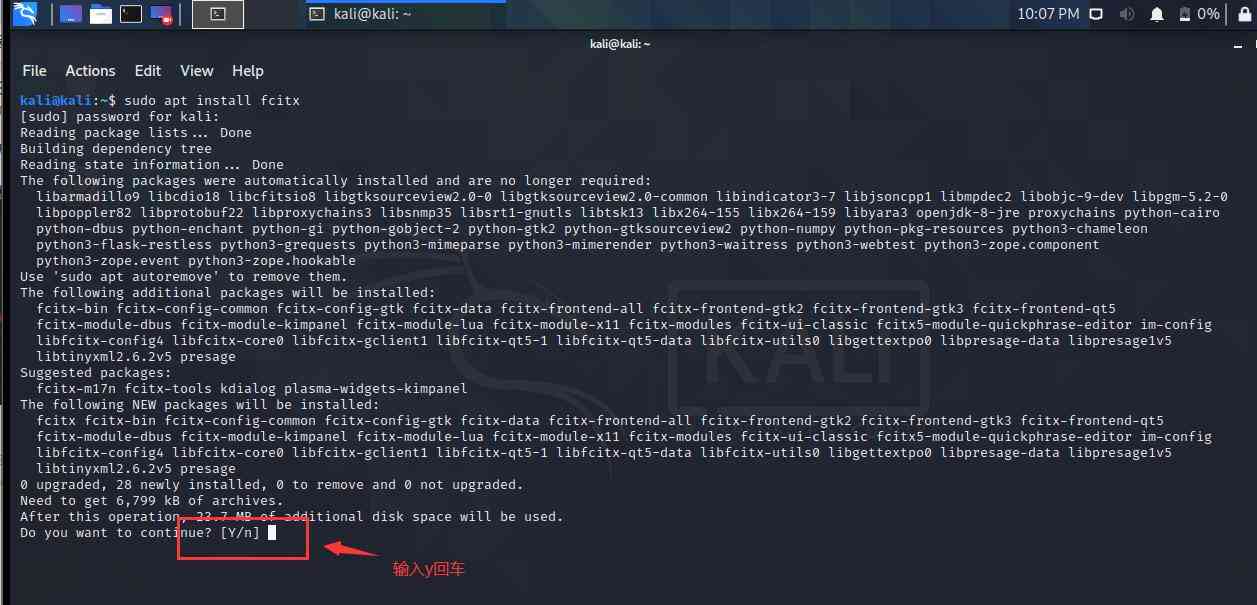 kali@kali: ~
10:07 PM
0%
kali@kali: ~
File Actions Edit View Help
kali@kali:~$ sudo apt install fcitx
[sudo] password for kali:
Reading package lists... Done
Building dependency tree
Reading state information... Done
The following packages were automatically installed and are no longer required:
libarmadillo9 libcdio18 libcfitsio8 libgtksourceview2.0-0 libgtksourceview2.0-common libindicator3-7 libjsoncpp1 libmpdec2 libobjc-9-dev libpgm-5.2-0
libpoppler82 libprotobuf22 libproxychains3 libsnmp35 libsrt1-gnutls libtsk13 libx264-155 libx264-159 libyara3 openjdk-8-jre proxychains python-cairo
python-dbus python-enchant python-gi python-gobject-2 python-gtk2 python-gtksourceview2 python-numpy python-pkg-resources python3-chameleon
python3-flask-restless python3-grequests python3-mimeparse python3-mimerender python3-waitress python3-webtest python3-zope.component
python3-zope.event python3-zope.hookable
Use 'sudo apt autoremove' to remove them.
The following additional packages will be installed:
fcitx-bin fcitx-config-common fcitx-config-gtk fcitx-data fcitx-frontend-all fcitx-frontend-gtk2 fcitx-frontend-gtk3 fcitx-frontend-qt5
fcitx-module-dbus fcitx-module-kimpanel fcitx-module-lua fcitx-module-x11 fcitx-modules fcitx-ui-classic fcitx5-module-quickphrase-editor im-config
libfcitx-config4 libfcitx-core0 libfcitx-gclient1 libfcitx-qt5-1 libfcitx-qt5-data libfcitx-utils0 libgettextpo0 libpresage-data libpresage1v5
libtinyxml2.6.2v5 presage
Suggested packages:
fcitx-m17n fcitx-tools kdialog plasma-widgets-kimpanel
The following NEW packages will be installed:
fcitx fcitx-bin fcitx-config-common fcitx-config-gtk fcitx-data fcitx-frontend-all fcitx-frontend-gtk2 fcitx-frontend-gtk3 fcitx-frontend-qt5
fcitx-module-dbus fcitx-module-kimpanel fcitx-module-lua fcitx-module-x11 fcitx-modules fcitx-ui-classic fcitx5-module-quickphrase-editor im-config
libfcitx-config4 libfcitx-core0 libfcitx-gclient1 libfcitx-qt5-1 libfcitx-qt5-data libfcitx-utils0 libgettextpo0 libpresage-data libpresage1v5
libtinyxml2.6.2v5 presage
0 upgraded, 28 newly installed, 0 to remove and 0 not upgraded.
Need to get 6,799 kB of archives.
After this operation, 23.7 MB of additional disk space will be used.
Do you want to continue? [Y/n]
输入y回车
KALI